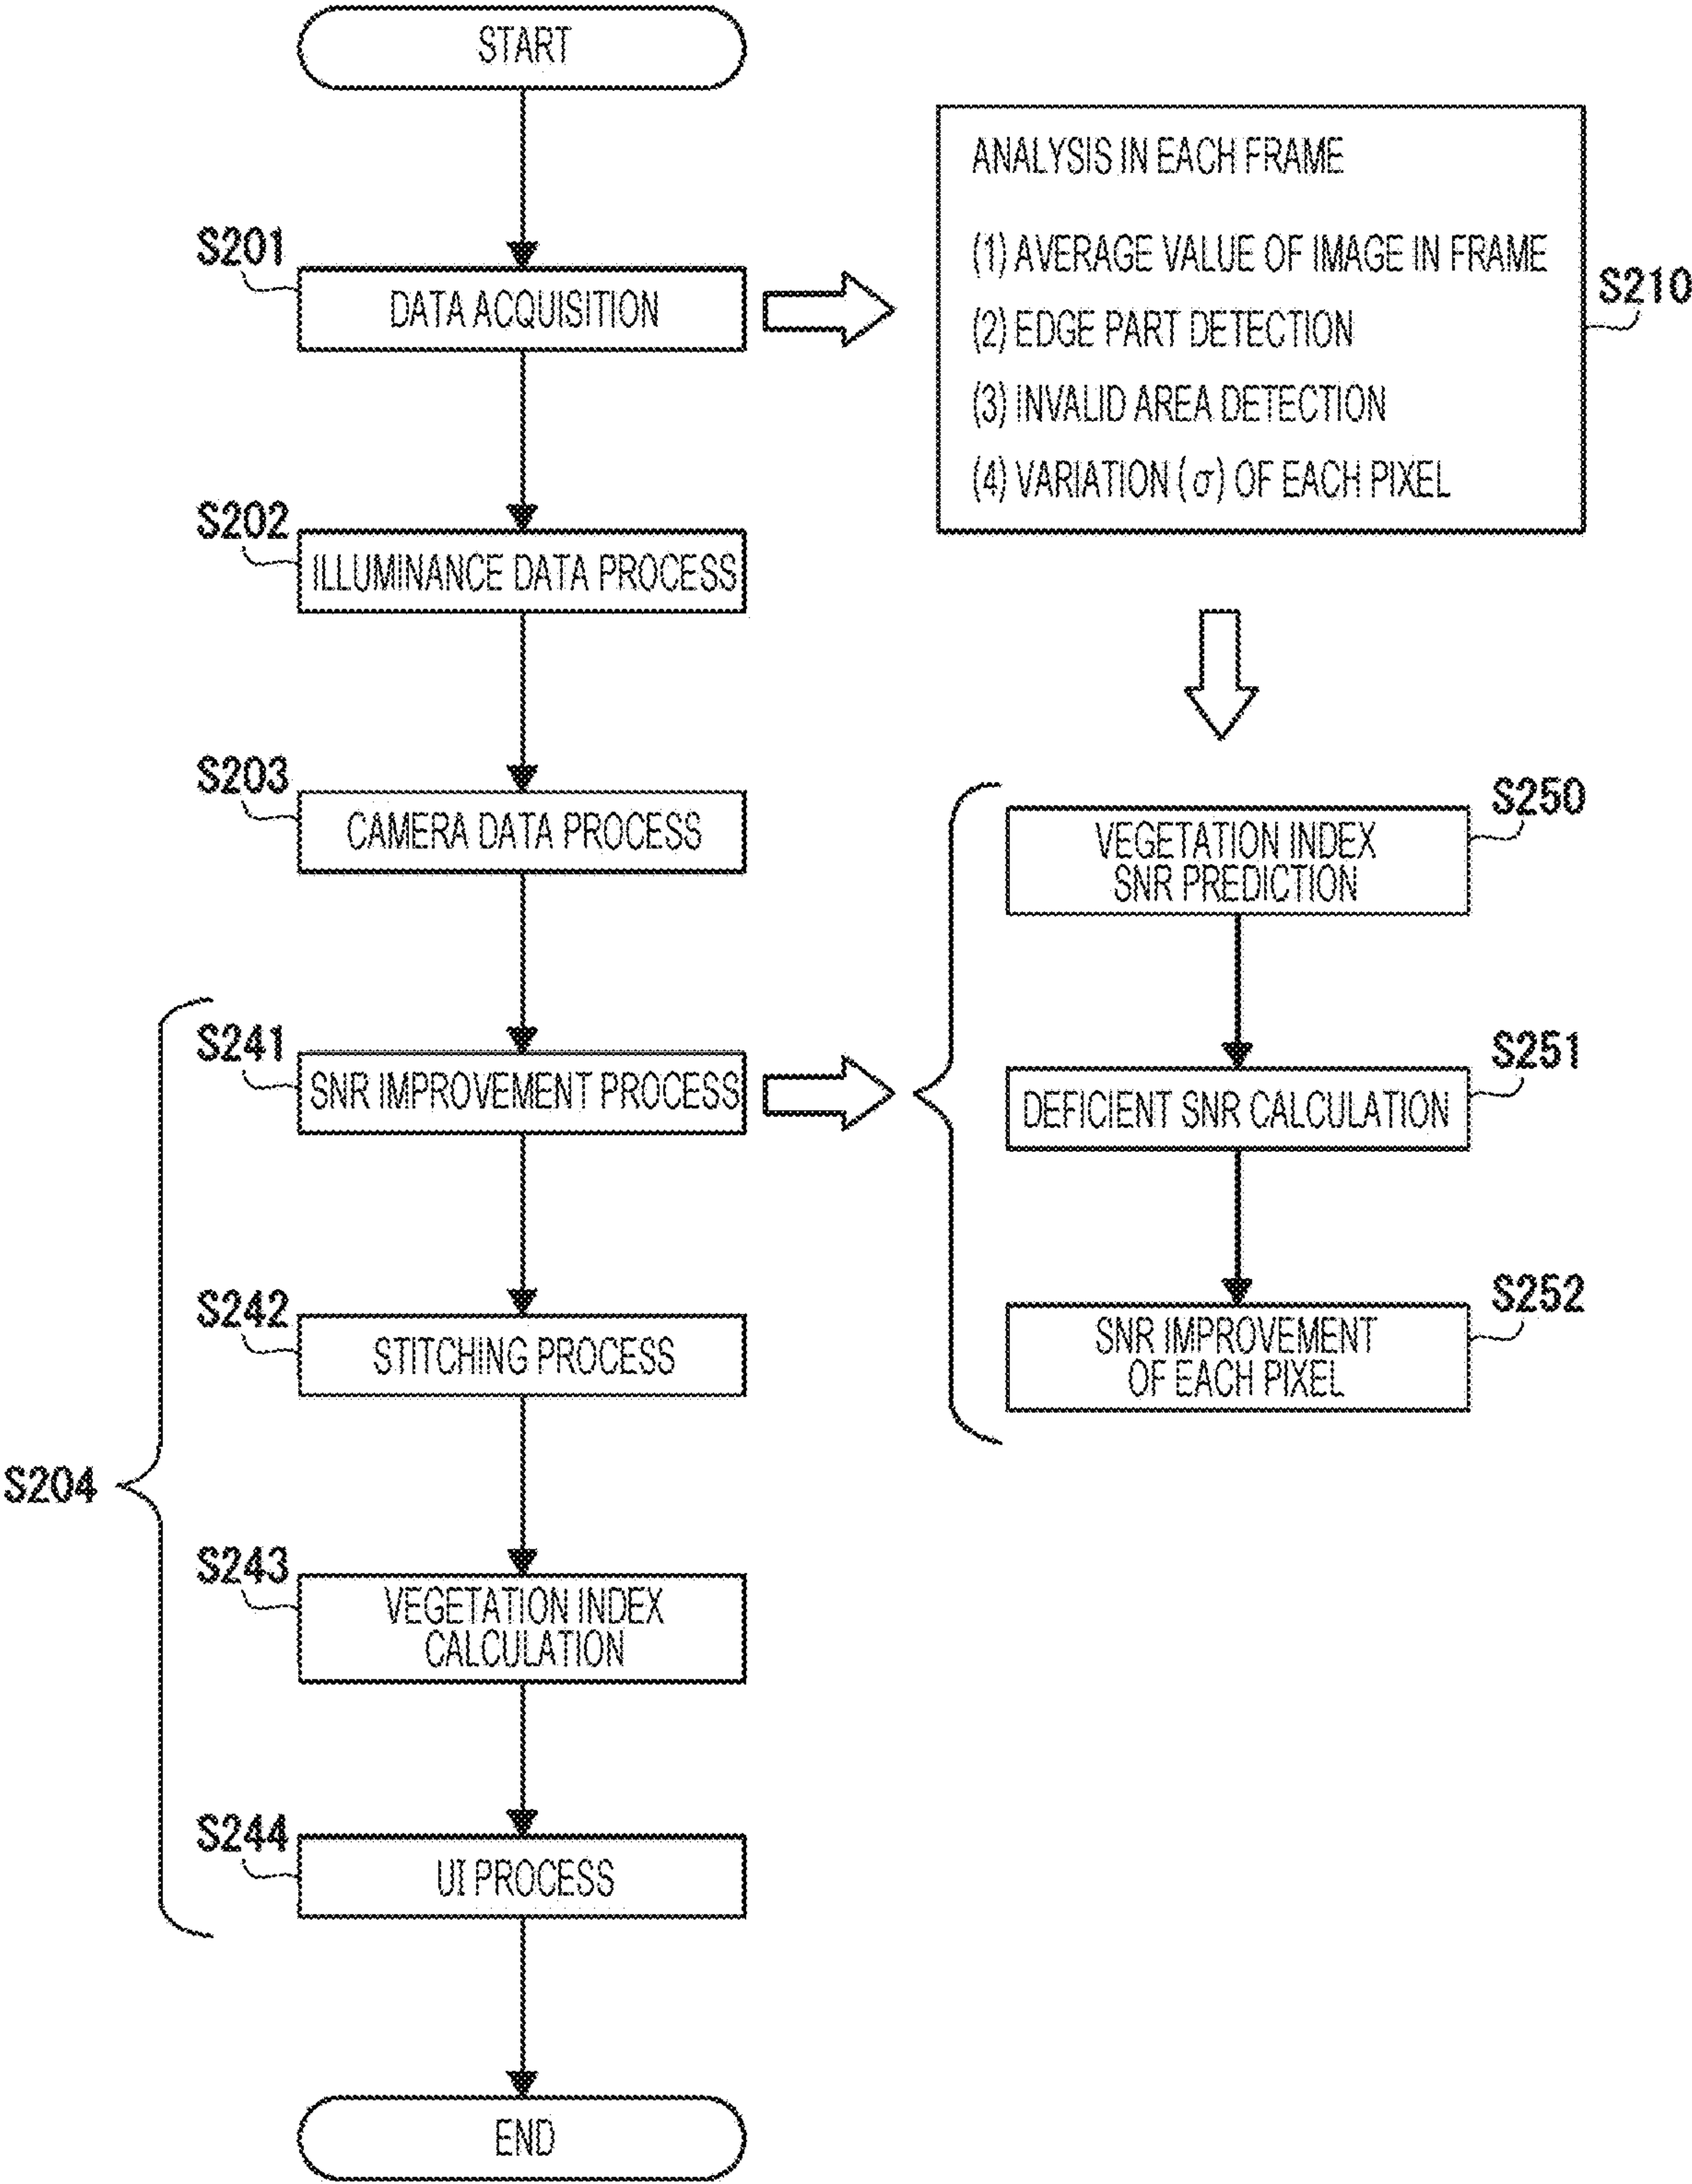 START
S201
DATA ACQUISITION
S202
ILLUMINANCE DATA PROCESS
S203
CAMERA DATA PROCESS
S204
S241
SNR IMPROVEMENT PROCESS
S242
STITCHING PROCESS
S243
VEGETATION INDEX
CALCULATION
S244
UI PROCESS
END
ANALYSIS IN EACH FRAME
(1) AVERAGE VALUE OF IMAGE IN FRAME
(2) EDGE PART DETECTION
(3) INVALID AREA DETECTION
(4) VARIATION (σ) OF EACH PIXEL
S210
S250
VEGETATION INDEX
SNR PREDICTION
S251
DEFICIENT SNR CALCULATION
S252
SNR IMPROVEMENT
OF EACH PIXEL